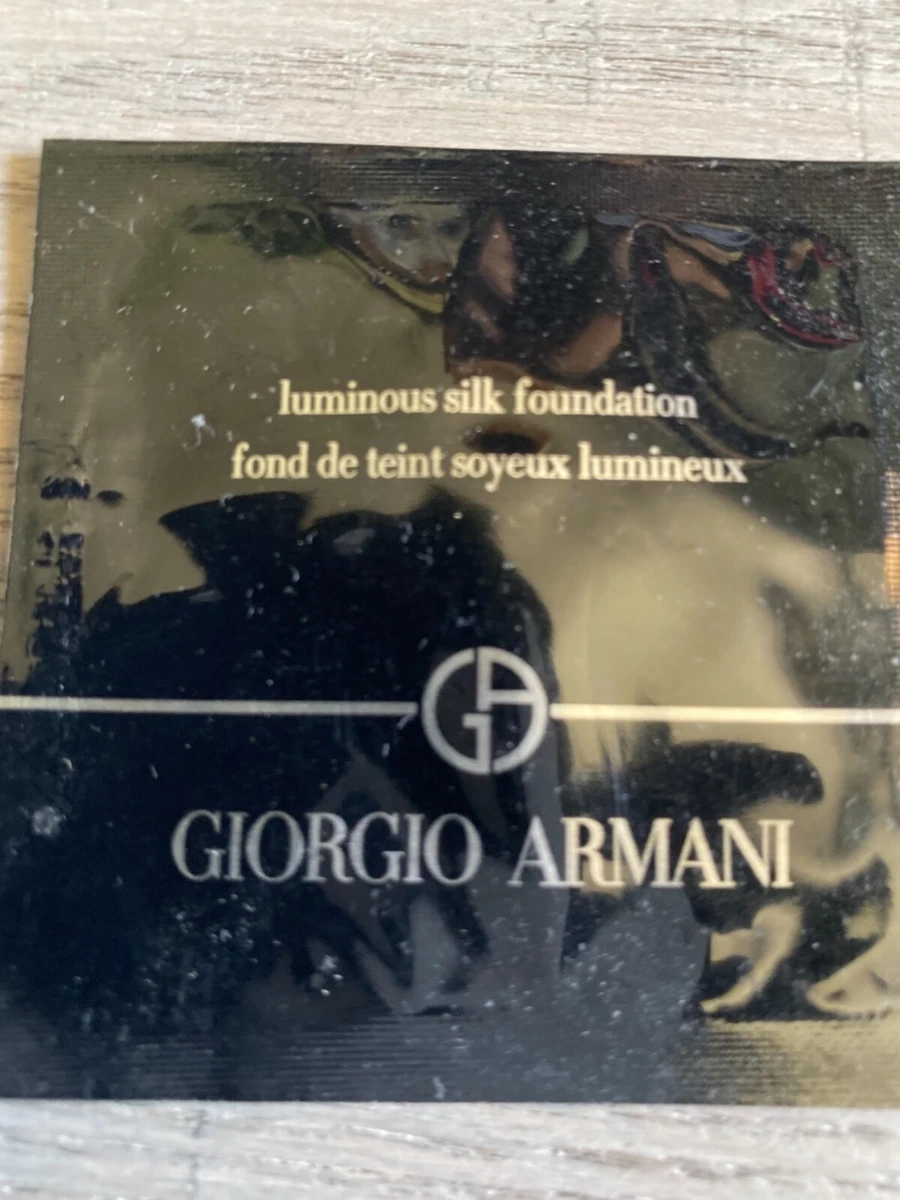 luminous silk foundation
fond de teint soyeux lumineux
GA
GIORGIO ARMANI